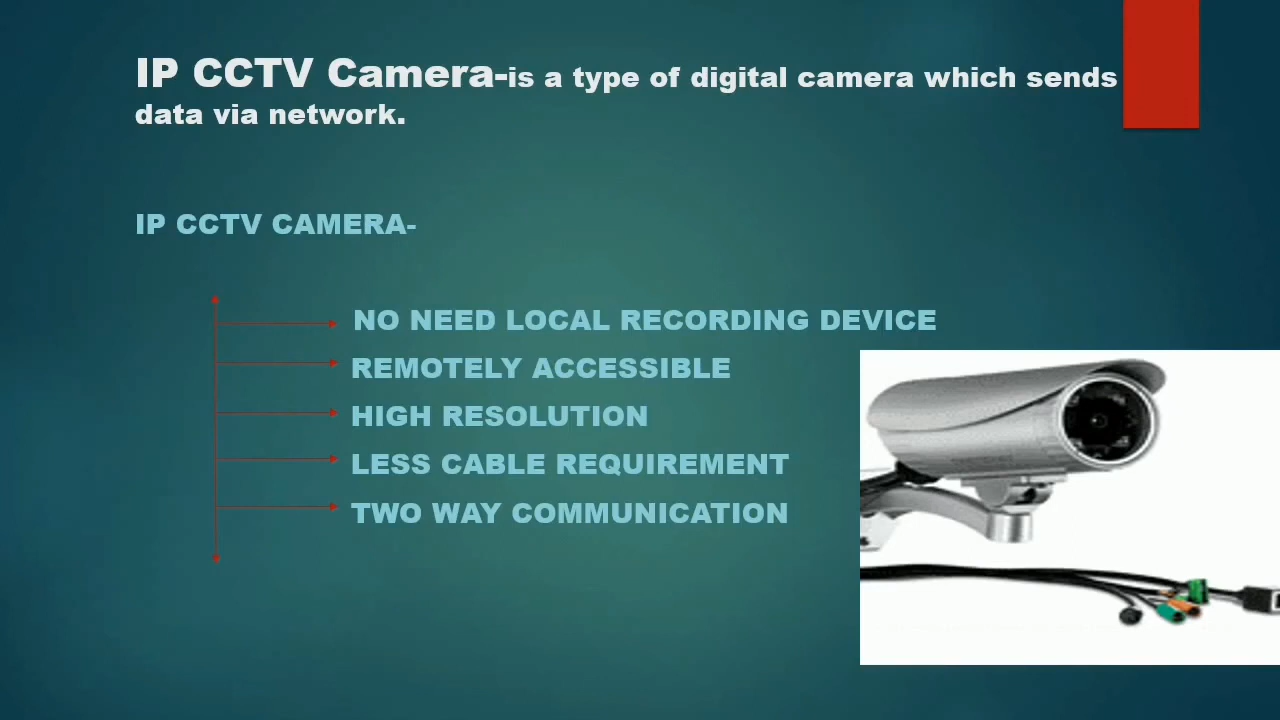 IP CCTV Camera-is a type of digital camera which sends
data via network.
IP CCTV CAMERA-
NO NEED LOCAL RECORDING DEVICE
REMOTELY ACCESSIBLE
HIGH RESOLUTION
LESS CABLE REQUIREMENT
TWO WAY COMMUNICATION